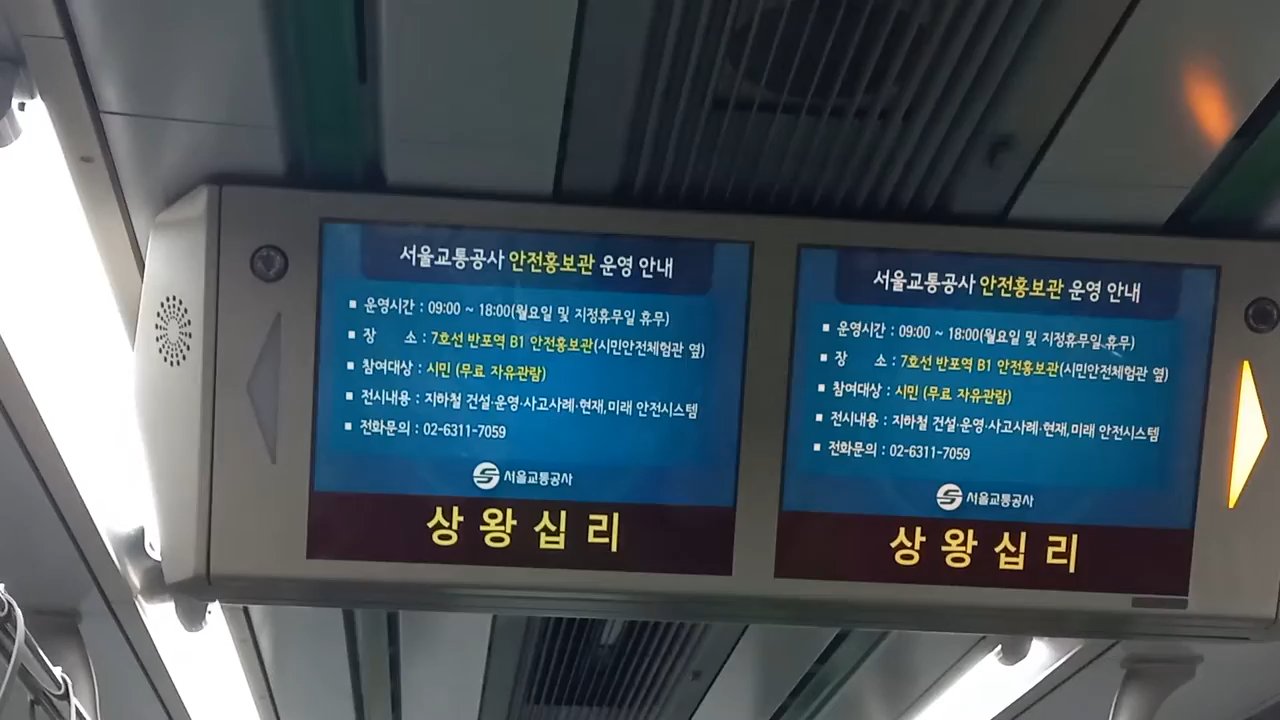 서울교통공사 안전홍보관 운영 안내
■ 운영시간 : 09:00 ~ 18:00(월요일 및 지정휴무일 휴무)
■ 장 소 : 7호선 반포역 B1 안전홍보관(시민안전체험관 옆)
■ 참여대상 : 시민 (무료 자유관람)
■ 전시내용 : 지하철 건설·운영·사고사례·현재,미래 안전시스템
■ 전화문의 : 02-6311-7059
서울교통공사
상왕십리
서울교통공사 안전홍보관 운영 안내
■ 운영시간 : 09:00 ~ 18:00(월요일 및 지정휴무일 휴무)
■ 장 소 : 7호선 반포역 B1 안전홍보관(시민안전체험관 옆)
■ 참여대상 : 시민 (무료 자유관람)
■ 전시내용 : 지하철 건설·운영·사고사례·현재,미래 안전시스템
■ 전화문의 : 02-6311-7059
서울교통공사
상왕십리